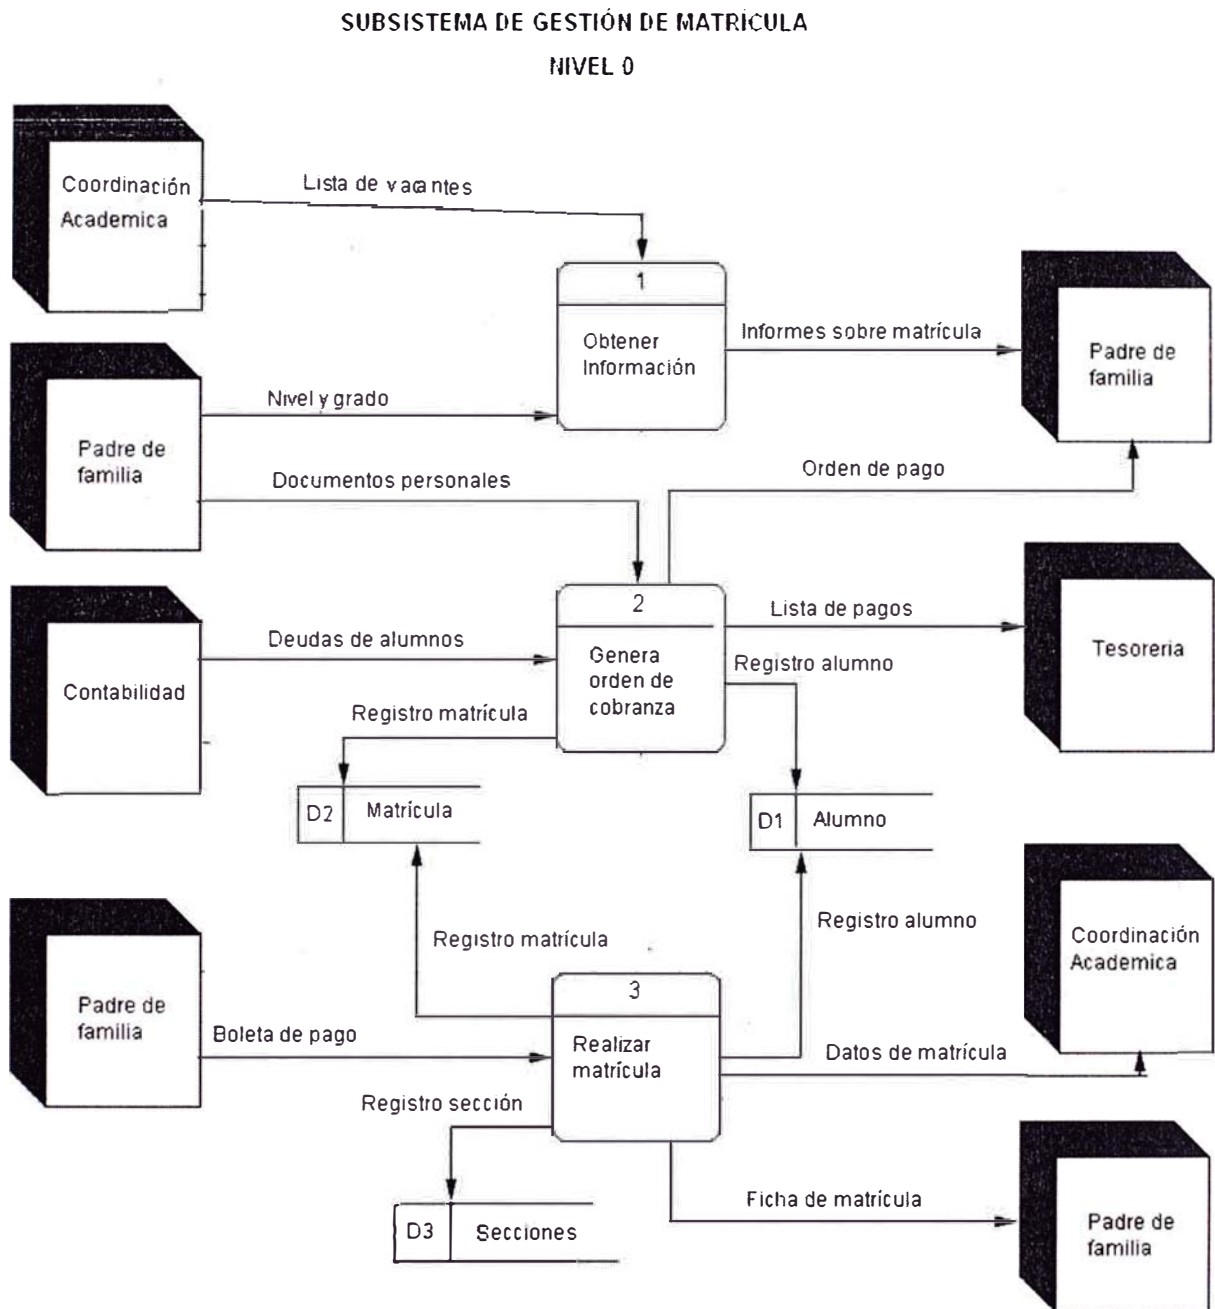 SUBSISTEMA DE GESTIÓN DE MATRÍCULA
NIVEL 0
Coordinación
Academica
Lista de vacantes
1
Obtener
Información
Informes sobre matrícula
Padre de
familia
Nivel y grado
Padre de
familia
Documentos personales
Orden de pago
2
Genera
orden de
cobranza
Lista de pagos
Tesoreria
Deudas de alumnos
Contabilidad
Registro alumno
Registro matrícula
D2
Matrícula
D1
Alumno
Registro matrícula
Registro alumno
Coordinación
Academica
Padre de
familia
Boleta de pago
3
Realizar
matrícula
Datos de matrícula
Registro sección
D3
Secciones
Ficha de matrícula
Padre de
familia